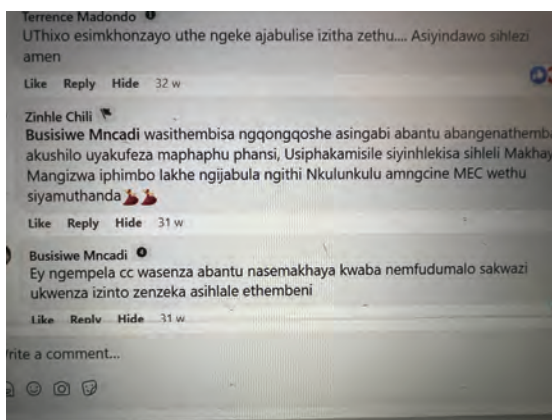 Terrence Madondo
UThixo esimkhonzayo uthe ngeke ajabulise izitha zethu.... Asiyindawo sihlezi
amen
Like Reply Hide 32 w
Zinhle Chili
Busisiwe Mncadi wasithembisa ngqongqoshe asingabi abantu abangenathemba
akushilo uyakufeza maphaphu phansi, Usiphakamisile siyinhlekisa sihleli Makhay
Mangizwa iphimbo lakhe ngijabula ngithi Nkulunkulu amngcine MEC wethu
siyamuthanda
Like Reply Hide 31 w
Busisiwe Mncadi
Ey ngempela cc wasenza abantu nasemakhaya kwaba nemfudumalo sakwazi
ukwenza izinto zenzeka asihlale ethembeni
Like Reply Hide 31 w
rite a comment...